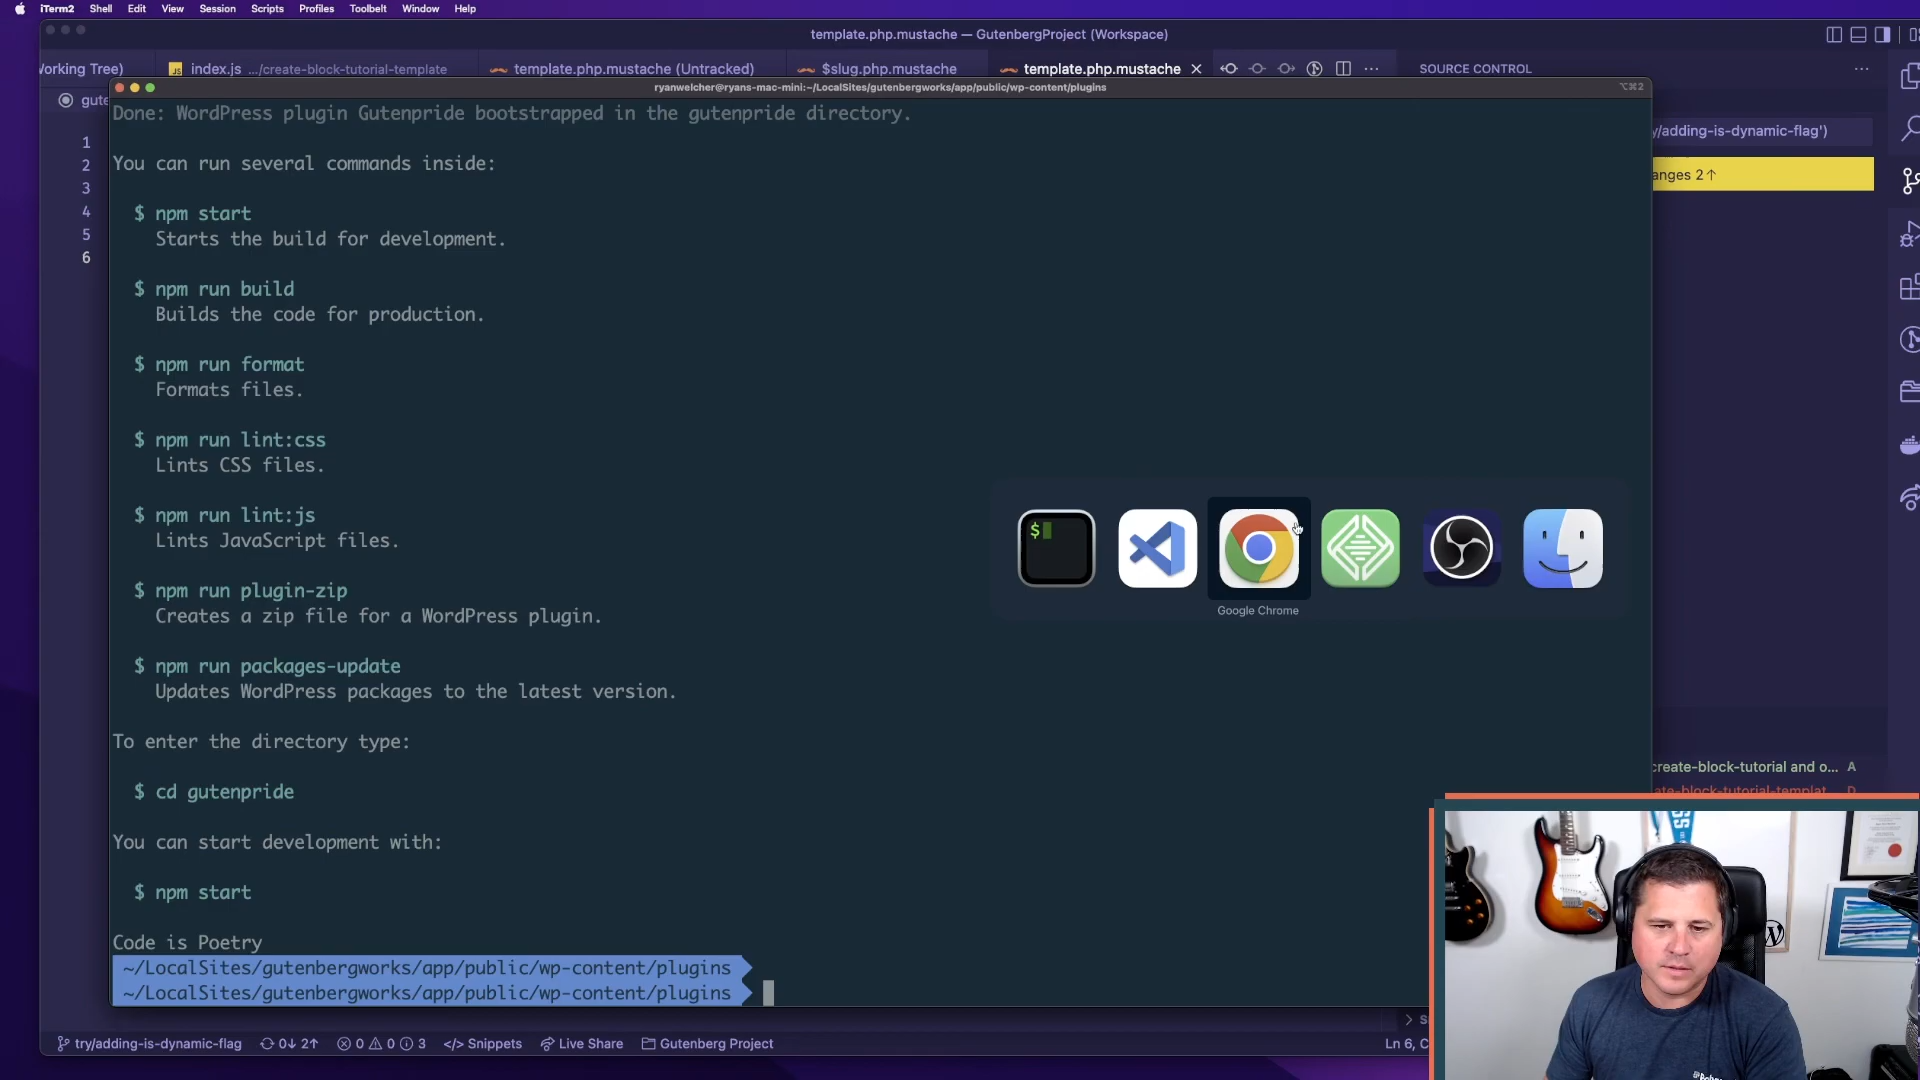 iTerm2 Shell Edit View Session Scripts Profiles Toolbelt Window Help
template.php.mustache — GutenbergProject (Workspace)
orking Tree) index.js .../create-block-tutorial-template template.php.mustache (Untracked) $slug.php.mustache template.php.mustache SOURCE CONTROL
ryanwelcher@ryans-mac-mini:~/LocalSites/gutenbergworks/app/public/wp-content/plugins ⌥⌘2
gute
Done: WordPress plugin Gutenpride bootstrapped in the gutenpride directory.
y/adding-is-dynamic-flag')
1
You can run several commands inside:
2
anges 2↑
3
4
$ npm start
5
Starts the build for development.
6
$ npm run build
Builds the code for production.
$ npm run format
Formats files.
$ npm run lint:css
Lints CSS files.
$ npm run lint:js
Lints JavaScript files.
$
Google Chrome
$ npm run plugin-zip
Creates a zip file for a WordPress plugin.
$ npm run packages-update
Updates WordPress packages to the latest version.
To enter the directory type:
create-block-tutorial and o... A
ate-block-tutorial-templat... D
$ cd gutenpride
You can start development with:
$ npm start
Code is Poetry
~/LocalSites/gutenbergworks/app/public/wp-content/plugins
~/LocalSites/gutenbergworks/app/public/wp-content/plugins
try/adding-is-dynamic-flag 0↓ 2↑ 0 0 3 </> Snippets Live Share Gutenberg Project Ln 6, C